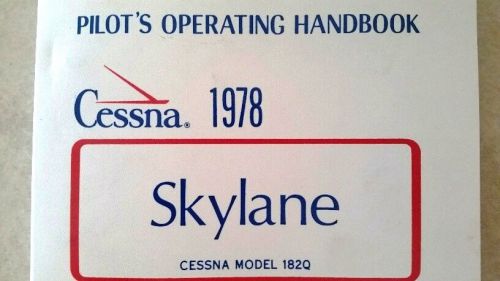 PILOT'S OPERATING HANDBOOK
Cessna® 1978
Skylane
CESSNA MODEL 182Q